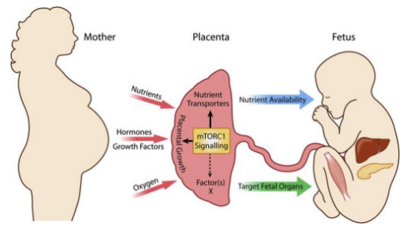 Mother
Placenta
Fetus
Nutrients
Hormones
Growth Factors
Oxygen
Nutrient
Transporters
Placental Growth
mTORC1
Signalling
Factor(s)
X
Nutrient Availability
Target Fetal Organs